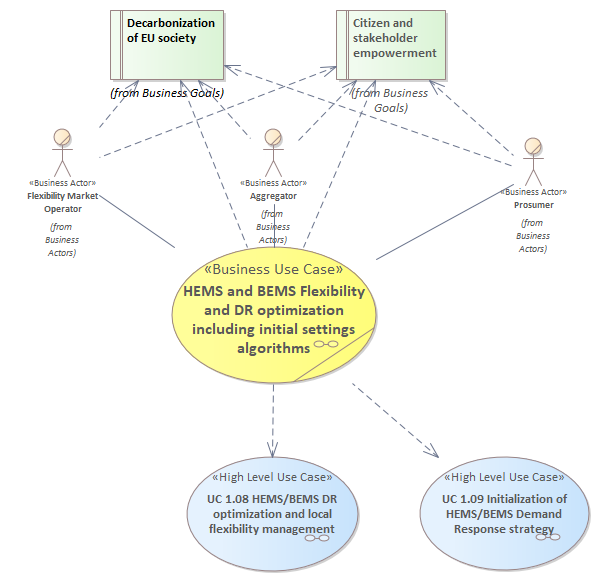 Decarbonization
of EU society
(from Business Goals)
Citizen and
stakeholder
empowerment
(from Business
Goals)
«Business Actor»
Flexibility Market
Operator
(from
Business
Actors)
«Business Actor»
Aggregator
(from
Business
Actors)
«Business Actor»
Prosumer
(from
Business
Actors)
«Business Use Case»
HEMS and BEMS Flexibility
and DR optimization
including initial settings
algorithms
«High Level Use Case»
UC 1.08 HEMS/BEMS DR
optimization and local
flexibility management
«High Level Use Case»
UC 1.09 Initialization of
HEMS/BEMS Demand
Response strategy